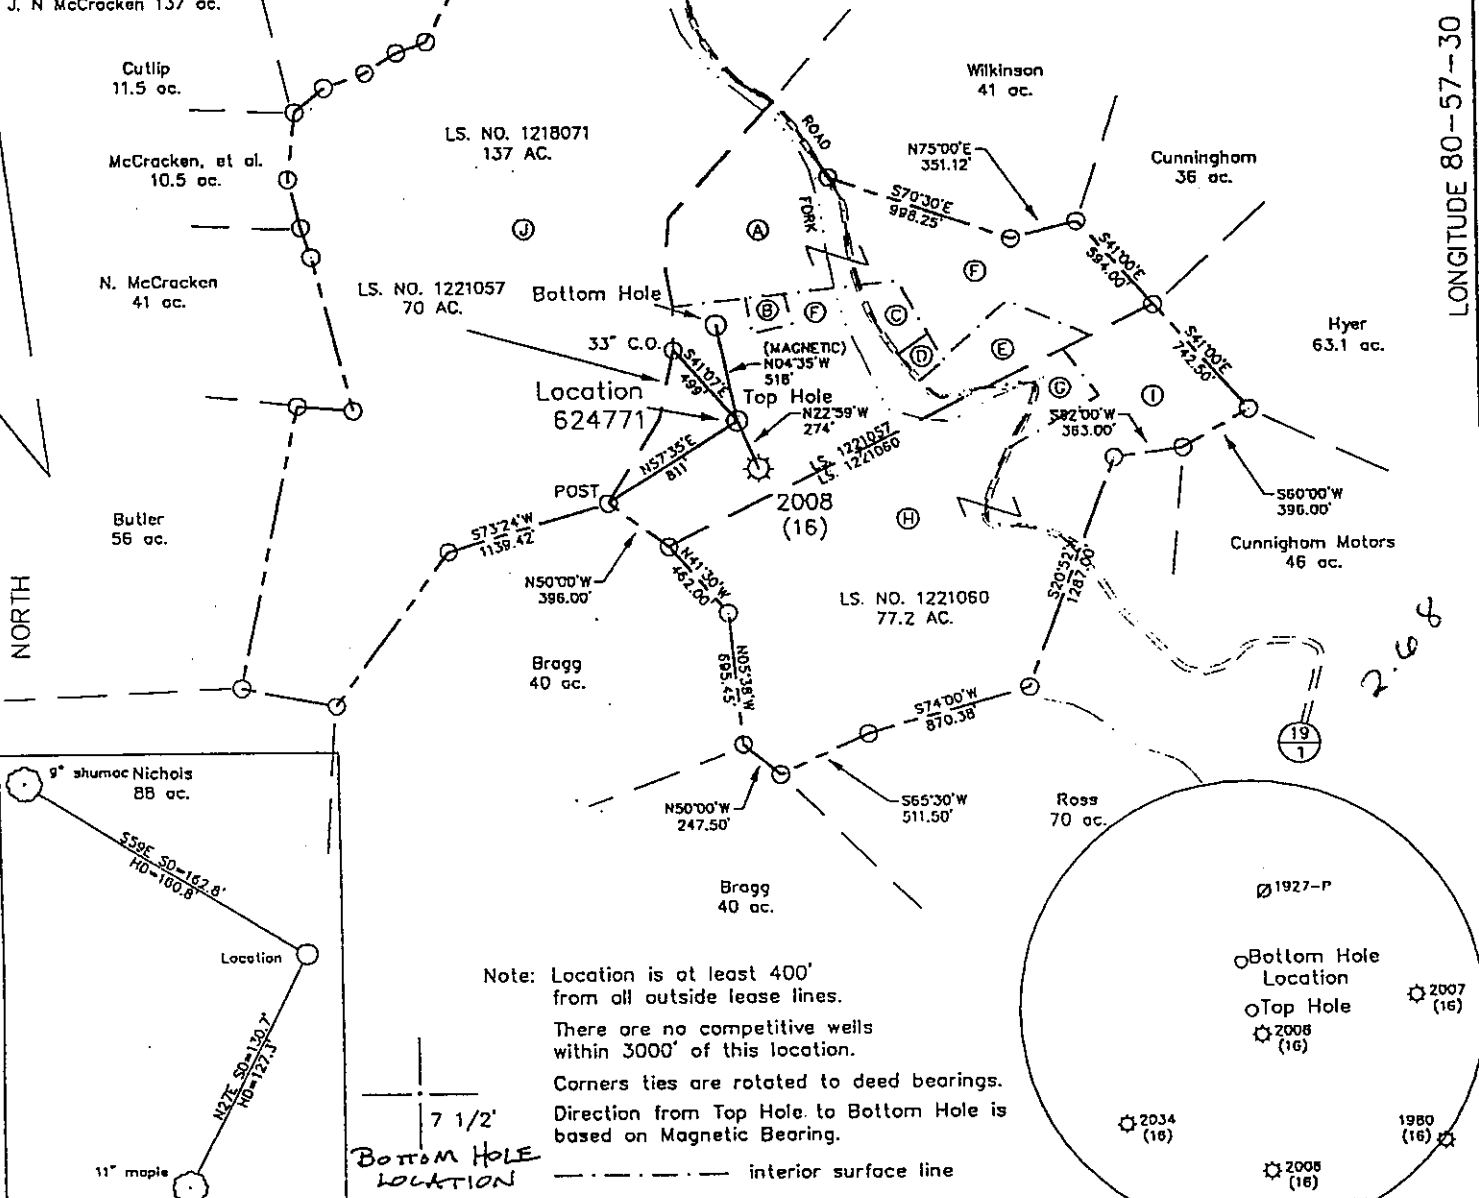 J. N McCracken 137 ac.
Cutlip
11.5 ac.
McCracken, et al.
10.5 ac.
N. McCracken
41 ac.
Butler
56 ac.
NORTH
LS. NO. 1218071
137 AC.
J
A
LS. NO. 1221057
70 AC.
Bottom Hole
33" C.O.
S41°07'E
499'
(MAGNETIC)
N04°35'W
518'
Location
624771
Top Hole
N22°59'W
274'
N57°35'E
811'
POST
2008
(16)
LS. 1221057
LS. 1221060
ROAD
FORK
B
F
C
D
E
F
G
I
H
Wilkinson
41 ac.
N75°00'E
351.12'
S70°30'E
998.25'
Cunningham
36 ac.
S41°00'E
594.00'
S41°00'E
742.50'
Hyer
63.1 ac.
LONGITUDE 80-57-30
S82°00'W
363.00'
S60°00'W
396.00'
Cunnigham Motors
46 ac.
S20°52'W
1287.00'
LS. NO. 1221060
77.2 AC.
S73°24'W
1139.42'
N50°00'W
396.00'
N41°30'W
462.00'
N05°38'W
695.45'
Bragg
40 ac.
S74°00'W
870.38'
N50°00'W
247.50'
S65°30'W
511.50'
Ross
70 ac.
Bragg
40 ac.
19
1
2.68
9" shumac
Nichols
88 ac.
S59E SD=162.8'
HD=160.8'
Location
N27E SD=130.7'
HD=127.3'
11" maple
7 1/2'
BOTTOM HOLE
LOCATION
Note: Location is at least 400'
from all outside lease lines.
There are no competitive wells
within 3000' of this location.
Corners ties are rotated to deed bearings.
Direction from Top Hole to Bottom Hole is
based on Magnetic Bearing.
interior surface line
1927-P
Bottom Hole
Location
Top Hole
2008
(16)
2007
(16)
2034
(16)
1980
(16)
2008
(16)